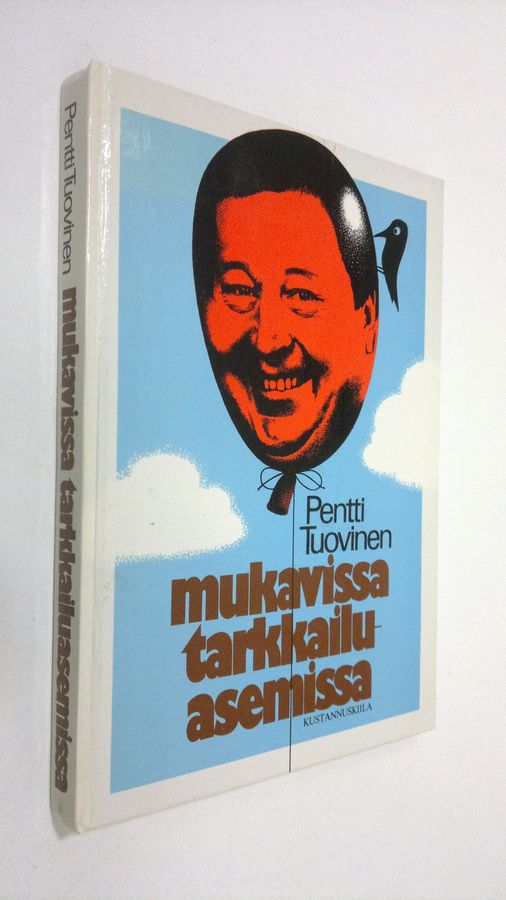 Pentti Tuovinen mukavissa tarkkailuasemissa
Pentti
Tuovinen
mukavissa
tarkkailu-
asemissa
KUSTANNUSKIILA